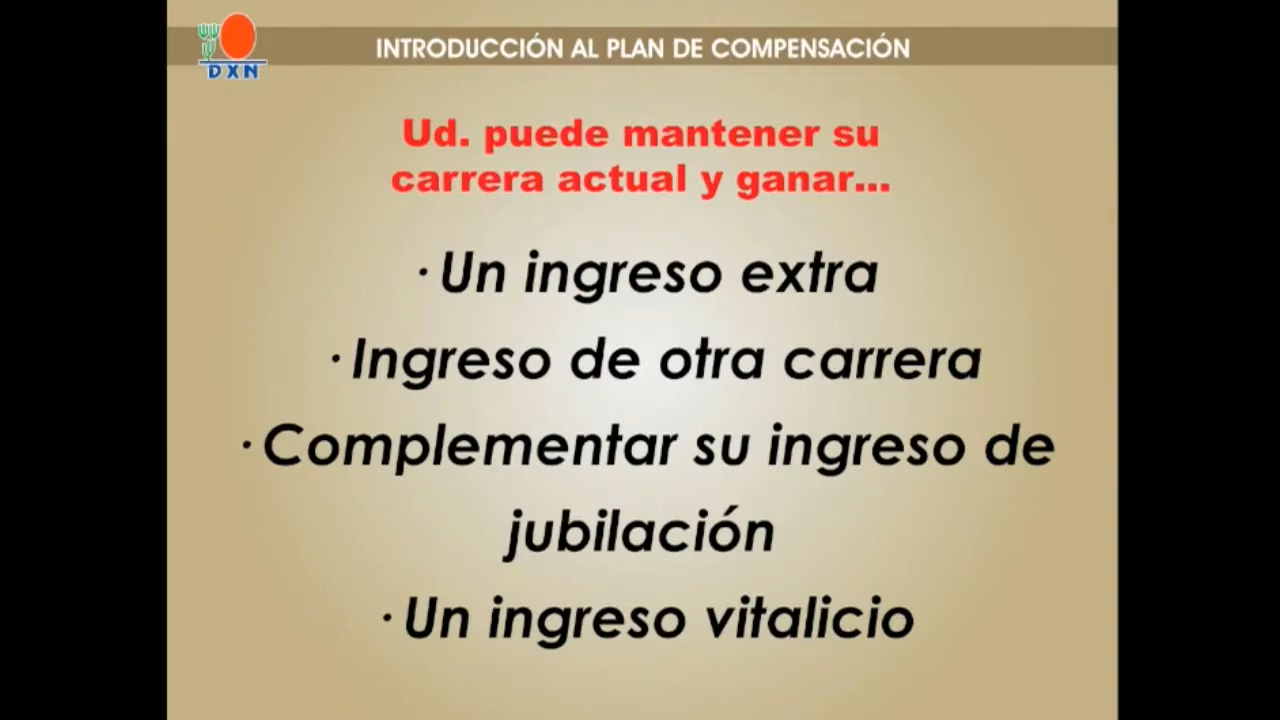 DXN
INTRODUCCIÓN AL PLAN DE COMPENSACIÓN
Ud. puede mantener su
carrera actual y ganar...
· Un ingreso extra
· Ingreso de otra carrera
· Complementar su ingreso de
jubilación
· Un ingreso vitalicio